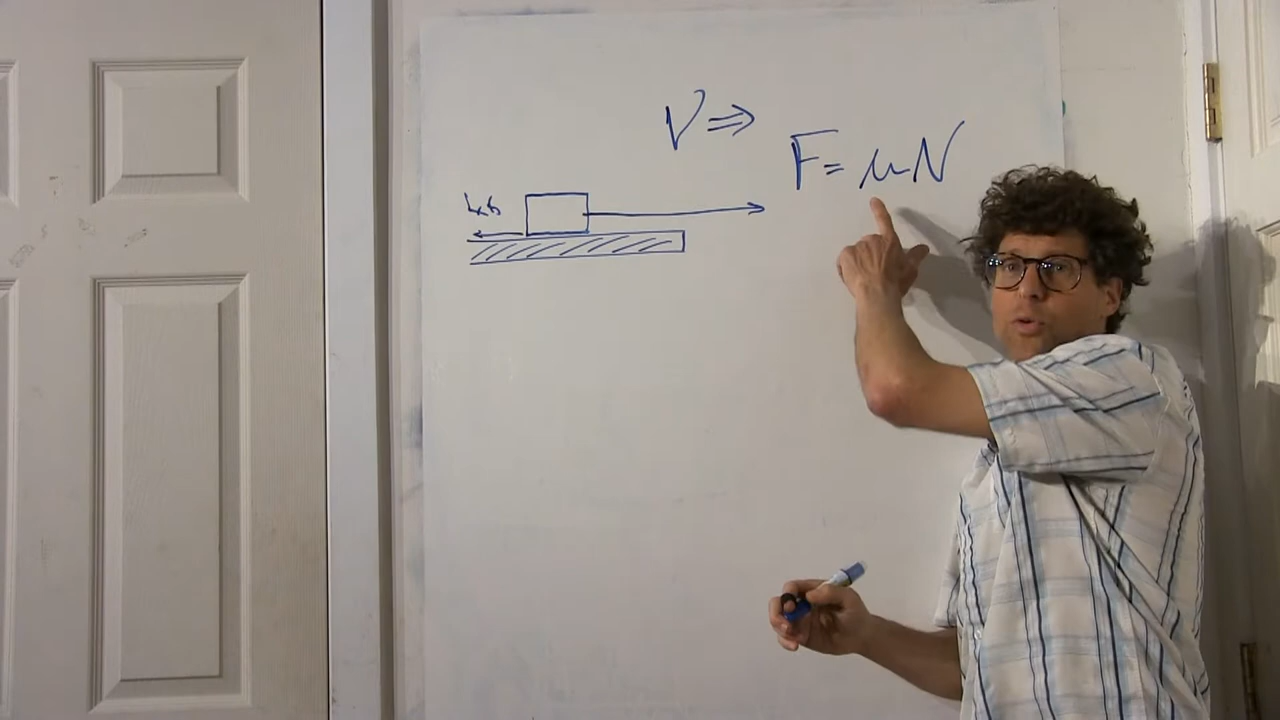 V ⇒
F = μN